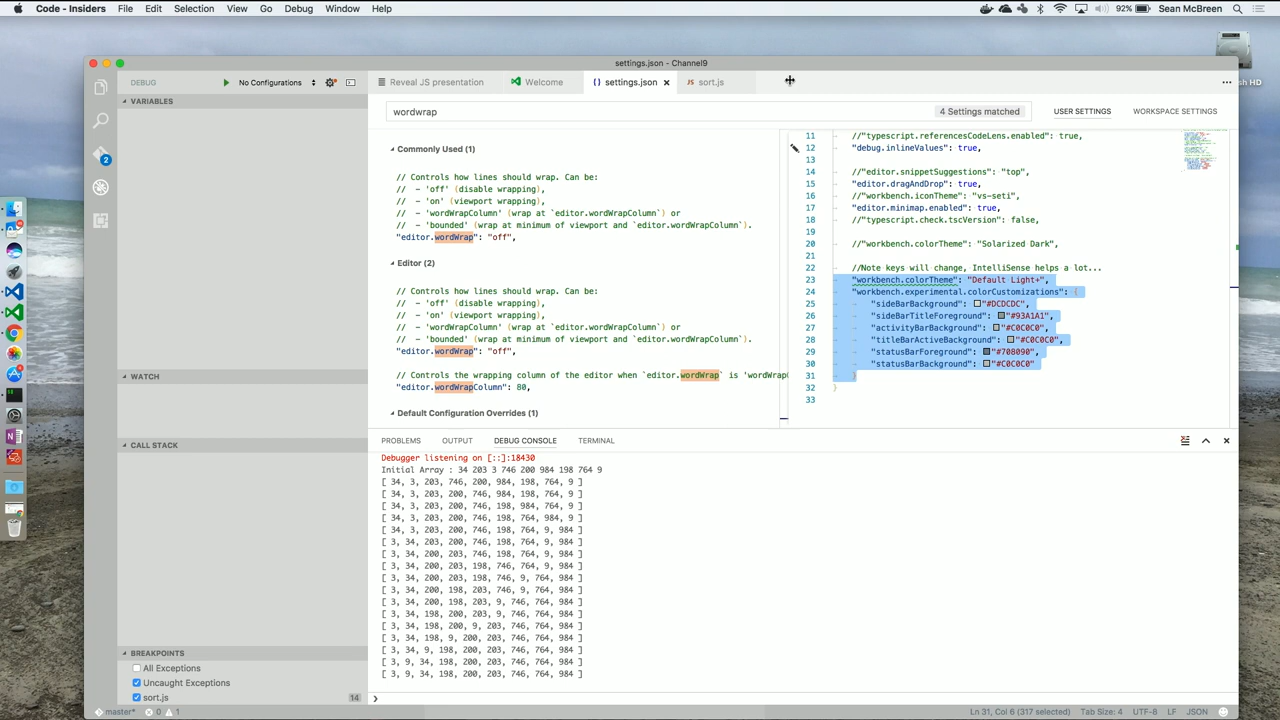 Code - Insiders File Edit Selection View Go Debug Window Help 92% Sean McBreen
settings.json — Channel9
DEBUG No Configurations
Reveal JS presentation Welcome { } settings.json JS sort.js
sh HD
wordwrap 4 Settings matched USER SETTINGS WORKSPACE SETTINGS
VARIABLES
WATCH
CALL STACK
BREAKPOINTS
All Exceptions
Uncaught Exceptions
sort.js 14
2
Commonly Used (1)
// Controls how lines should wrap. Can be:
// - 'off' (disable wrapping),
// - 'on' (viewport wrapping),
// - 'wordWrapColumn' (wrap at `editor.wordWrapColumn`) or
// - 'bounded' (wrap at minimum of viewport and `editor.wordWrapColumn`).
"editor.wordWrap": "off",
Editor (2)
// Controls how lines should wrap. Can be:
// - 'off' (disable wrapping),
// - 'on' (viewport wrapping),
// - 'wordWrapColumn' (wrap at `editor.wordWrapColumn`) or
// - 'bounded' (wrap at minimum of viewport and `editor.wordWrapColumn`).
"editor.wordWrap": "off",
// Controls the wrapping column of the editor when `editor.wordWrap` is 'wordWrap
"editor.wordWrapColumn": 80,
Default Configuration Overrides (1)
11 //"typescript.referencesCodeLens.enabled": true,
12 "debug.inlineValues": true,
13
14 //"editor.snippetSuggestions": "top",
15 "editor.dragAndDrop": true,
16 //"workbench.iconTheme": "vs-seti",
17 "editor.minimap.enabled": true,
18 //"typescript.check.tscVersion": false,
19
20 //"workbench.colorTheme": "Solarized Dark",
21
22 //Note keys will change, IntelliSense helps a lot...
23 "workbench.colorTheme": "Default Light+",
24 "workbench.experimental.colorCustomizations": {
25 "sideBarBackground": "#DCDCDC",
26 "sideBarTitleForeground": "#93A1A1",
27 "activityBarBackground": "#C0C0C0",
28 "titleBarActiveBackground": "#C0C0C0",
29 "statusBarForeground": "#708090",
30 "statusBarBackground": "#C0C0C0"
31 }
32 }
33
PROBLEMS OUTPUT DEBUG CONSOLE TERMINAL
Debugger listening on [::]:18430
Initial Array : 34 203 3 746 200 984 198 764 9
[ 34, 3, 203, 746, 200, 984, 198, 764, 9 ]
[ 34, 3, 203, 200, 746, 984, 198, 764, 9 ]
[ 34, 3, 203, 200, 746, 198, 984, 764, 9 ]
[ 34, 3, 203, 200, 746, 198, 764, 984, 9 ]
[ 34, 3, 203, 200, 746, 198, 764, 9, 984 ]
[ 3, 34, 203, 200, 746, 198, 764, 9, 984 ]
[ 3, 34, 200, 203, 746, 198, 764, 9, 984 ]
[ 3, 34, 200, 203, 198, 746, 764, 9, 984 ]
[ 3, 34, 200, 203, 198, 746, 9, 764, 984 ]
[ 3, 34, 200, 198, 203, 746, 9, 764, 984 ]
[ 3, 34, 200, 198, 203, 9, 746, 764, 984 ]
[ 3, 34, 198, 200, 203, 9, 746, 764, 984 ]
[ 3, 34, 198, 200, 9, 203, 746, 764, 984 ]
[ 3, 34, 198, 9, 200, 203, 746, 764, 984 ]
[ 3, 34, 9, 198, 200, 203, 746, 764, 984 ]
[ 3, 9, 34, 198, 200, 203, 746, 764, 984 ]
[ 3, 9, 34, 198, 200, 203, 746, 764, 984 ]
master* 0 1 Ln 31, Col 6 (317 selected) Tab Size: 4 UTF-8 LF JSON